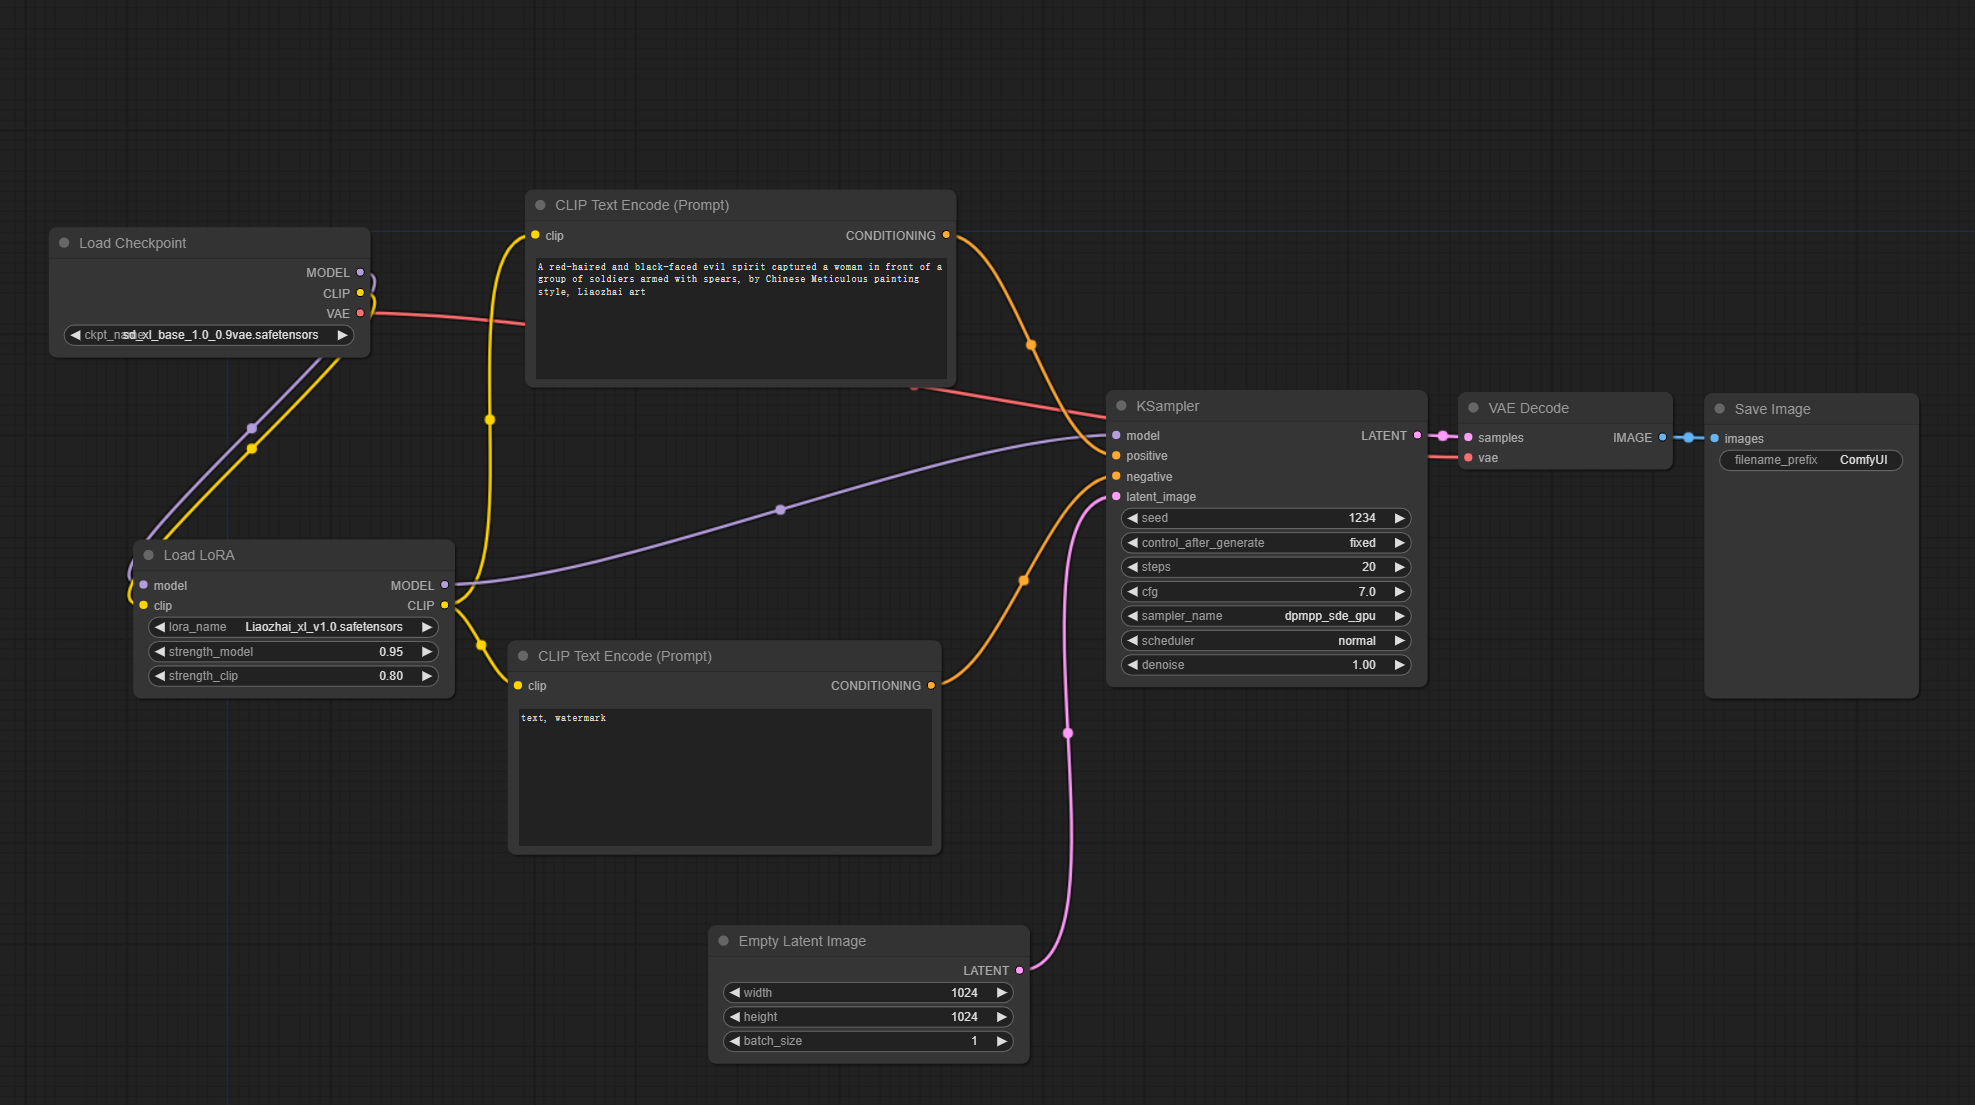 Load Checkpoint
MODEL
CLIP
VAE
ckpt_name sd_xl_base_1.0_0.9vae.safetensors
Load LoRA
model MODEL
clip CLIP
lora_name Liaozhai_xl_v1.0.safetensors
strength_model 0.95
strength_clip 0.80
CLIP Text Encode (Prompt)
clip CONDITIONING
A red-haired and black-faced evil spirit captured a woman in front of a
group of soldiers armed with spears, by Chinese Meticulous painting
style, Liaozhai art
CLIP Text Encode (Prompt)
clip CONDITIONING
text, watermark
Empty Latent Image
LATENT
width 1024
height 1024
batch_size 1
KSampler
model LATENT
positive
negative
latent_image
seed 1234
control_after_generate fixed
steps 20
cfg 7.0
sampler_name dpmpp_sde_gpu
scheduler normal
denoise 1.00
VAE Decode
samples IMAGE
vae
Save Image
images
filename_prefix ComfyUI